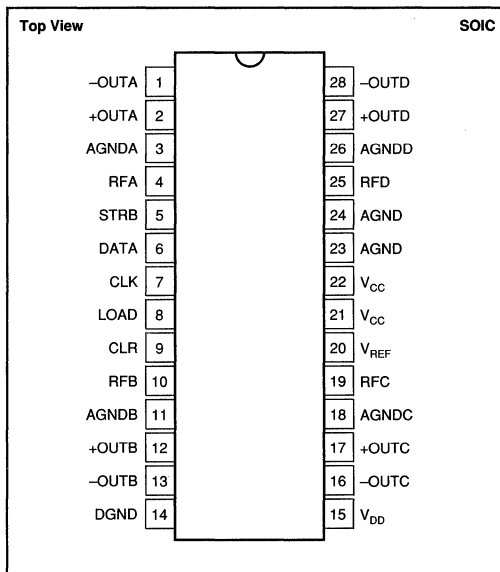 Top View SOIC
–OUTA 1 28 –OUTD
+OUTA 2 27 +OUTD
AGNDA 3 26 AGNDD
RFA 4 25 RFD
STRB 5 24 AGND
DATA 6 23 AGND
CLK 7 22 VCC
LOAD 8 21 VCC
CLR 9 20 VREF
RFB 10 19 RFC
AGNDB 11 18 AGNDC
+OUTB 12 17 +OUTC
–OUTB 13 16 –OUTC
DGND 14 15 VDD